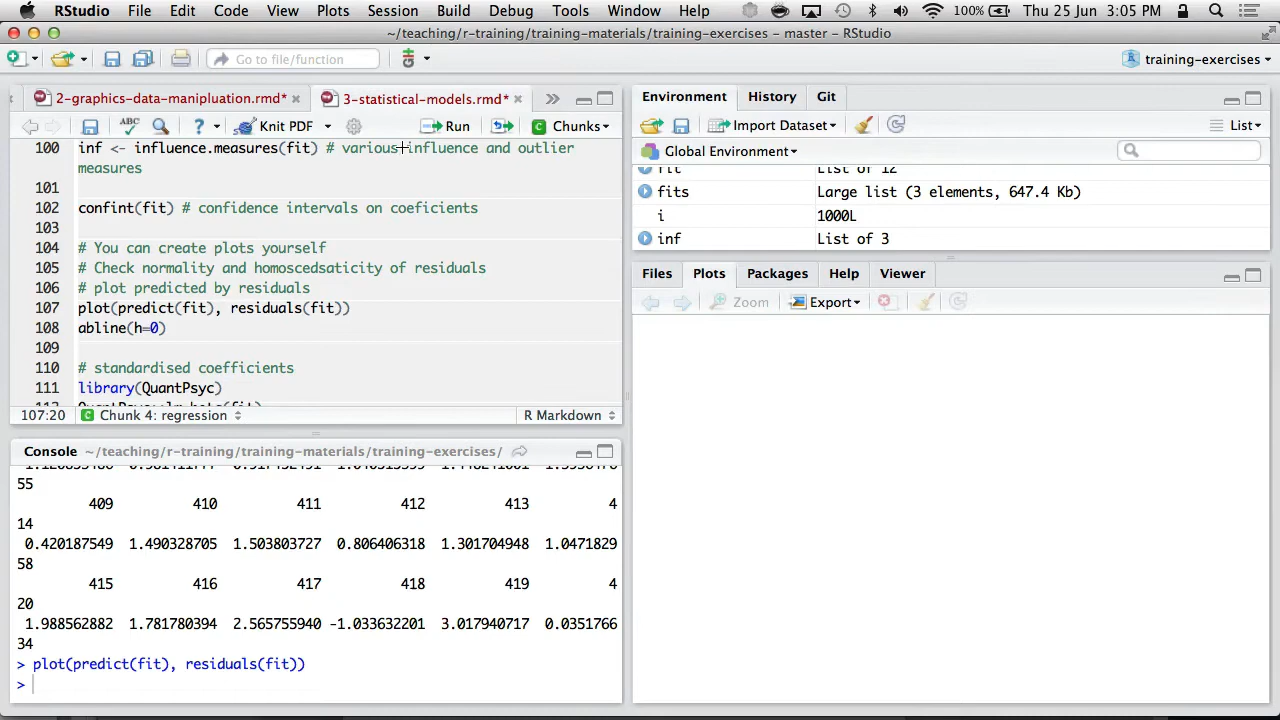 RStudio File Edit Code View Plots Session Build Debug Tools Window Help 100% Thu 25 Jun 3:05 PM
~/teaching/r-training/training-materials/training-exercises - master - RStudio
Go to file/function training-exercises
2-graphics-data-manipluation.rmd* 3-statistical-models.rmd*
Knit PDF Run Chunks
100 inf <- influence.measures(fit) # various influence and outlier
measures
101
102 confint(fit) # confidence intervals on coeficients
103
104 # You can create plots yourself
105 # Check normality and homoscedsaticity of residuals
106 # plot predicted by residuals
107 plot(predict(fit), residuals(fit))
108 abline(h=0)
109
110 # standardised coefficients
111 library(QuantPsyc)
107:20 Chunk 4: regression R Markdown
Console ~/teaching/r-training/training-materials/training-exercises/
55
409 410 411 412 413 4
14
0.420187549 1.490328705 1.503803727 0.806406318 1.301704948 1.0471829
58
415 416 417 418 419 4
20
1.988562882 1.781780394 2.565755940 -1.033632201 3.017940717 0.0351766
34
> plot(predict(fit), residuals(fit))
>
Environment History Git
Import Dataset List
Global Environment
fit List of 12
fits Large list (3 elements, 647.4 Kb)
i 1000L
inf List of 3
Files Plots Packages Help Viewer
Zoom Export